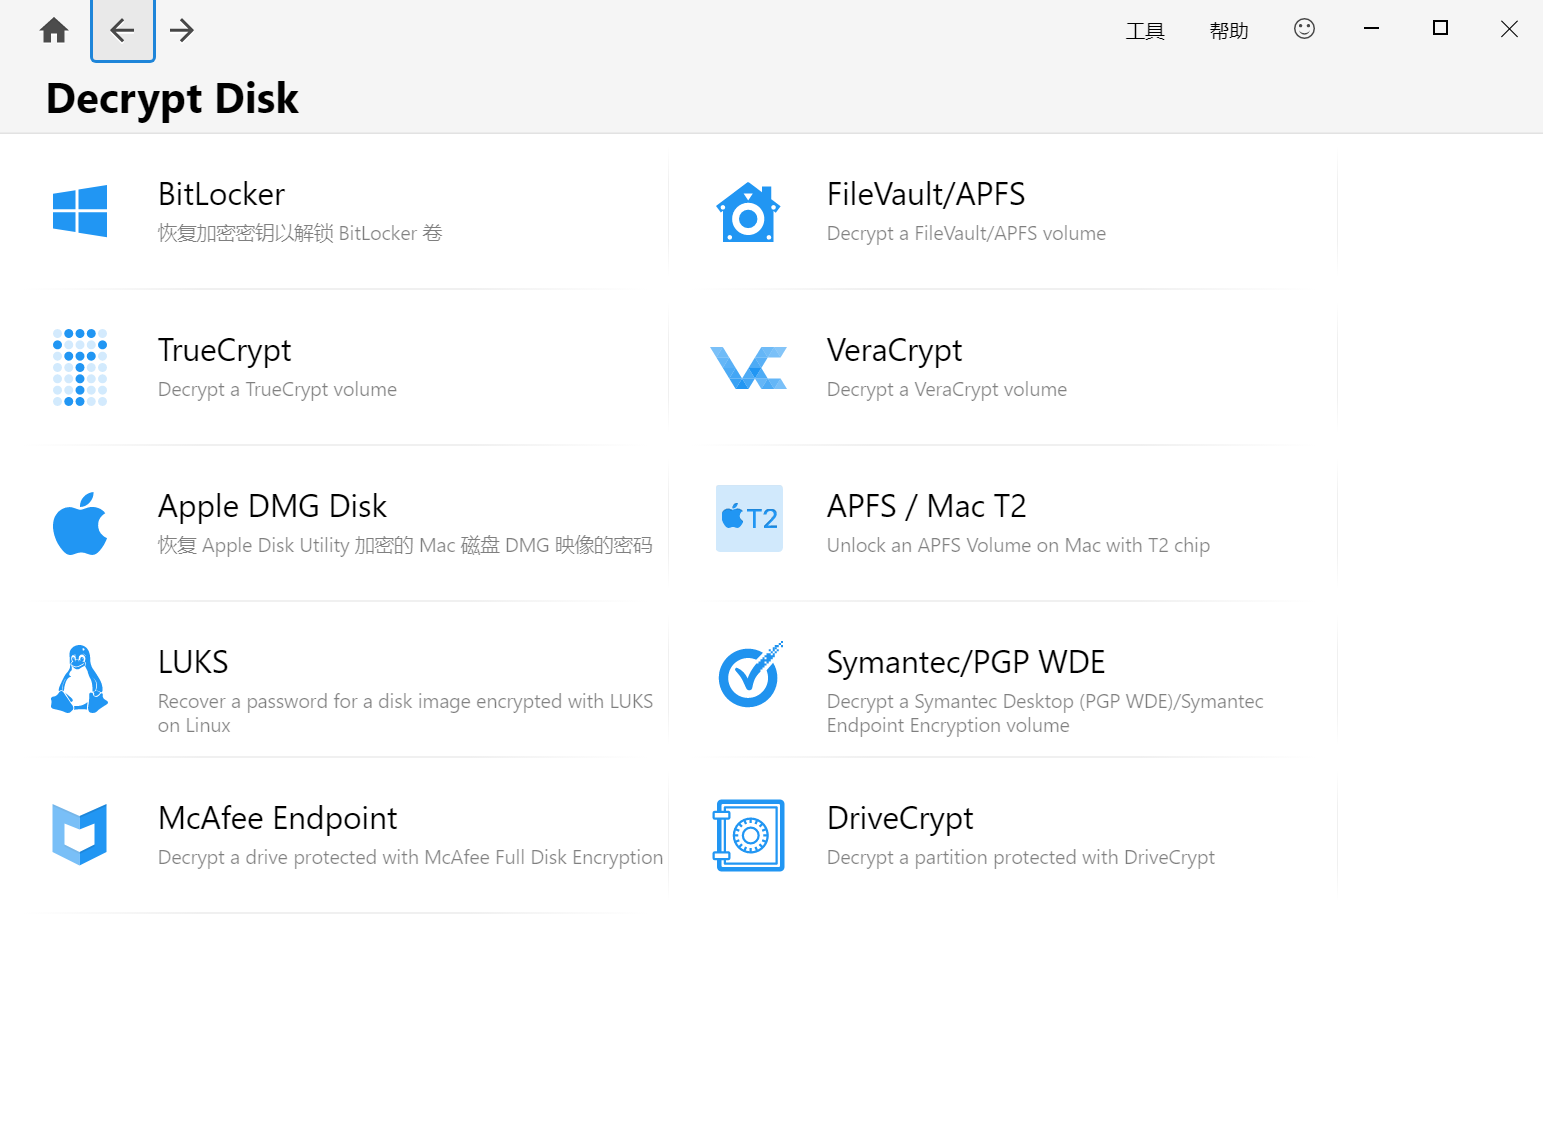 工具 帮助
Decrypt Disk
BitLocker
恢复加密密钥以解锁 BitLocker 卷
FileVault/APFS
Decrypt a FileVault/APFS volume
TrueCrypt
Decrypt a TrueCrypt volume
VeraCrypt
Decrypt a VeraCrypt volume
Apple DMG Disk
恢复 Apple Disk Utility 加密的 Mac 磁盘 DMG 映像的密码
T2
APFS / Mac T2
Unlock an APFS Volume on Mac with T2 chip
LUKS
Recover a password for a disk image encrypted with LUKS
on Linux
Symantec/PGP WDE
Decrypt a Symantec Desktop (PGP WDE)/Symantec
Endpoint Encryption volume
McAfee Endpoint
Decrypt a drive protected with McAfee Full Disk Encryption
DriveCrypt
Decrypt a partition protected with DriveCrypt